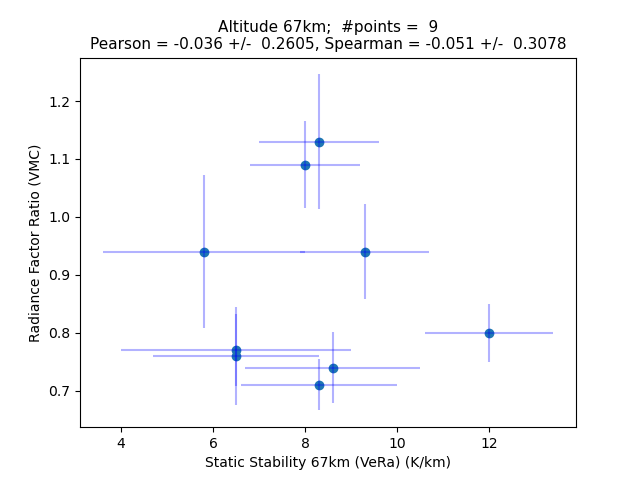 Altitude 67km;  #points =  9
Pearson = -0.036 +/-  0.2605, Spearman = -0.051 +/-  0.3078
1.2
1.1
1.0
0.9
0.8
0.7
Radiance Factor Ratio (VMC)
4 6 8 10 12
Static Stability 67km (VeRa) (K/km)